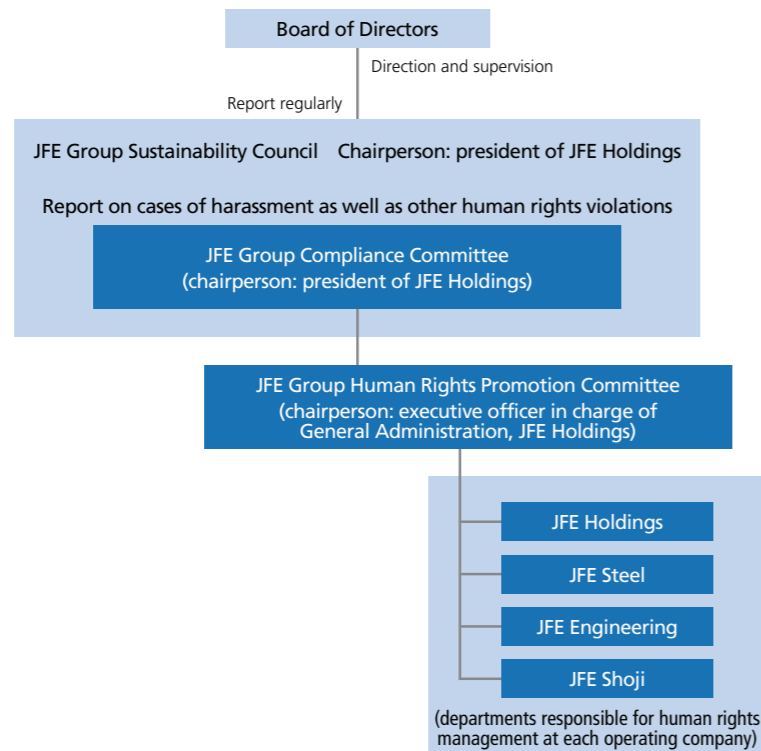 Board of Directors
Direction and supervision
Report regularly
JFE Group Sustainability Council Chairperson: president of JFE Holdings
Report on cases of harassment as well as other human rights violations
JFE Group Compliance Committee
(chairperson: president of JFE Holdings)
JFE Group Human Rights Promotion Committee
(chairperson: executive officer in charge of
General Administration, JFE Holdings)
JFE Holdings
JFE Steel
JFE Engineering
JFE Shoji
(departments responsible for human rights
management at each operating company)